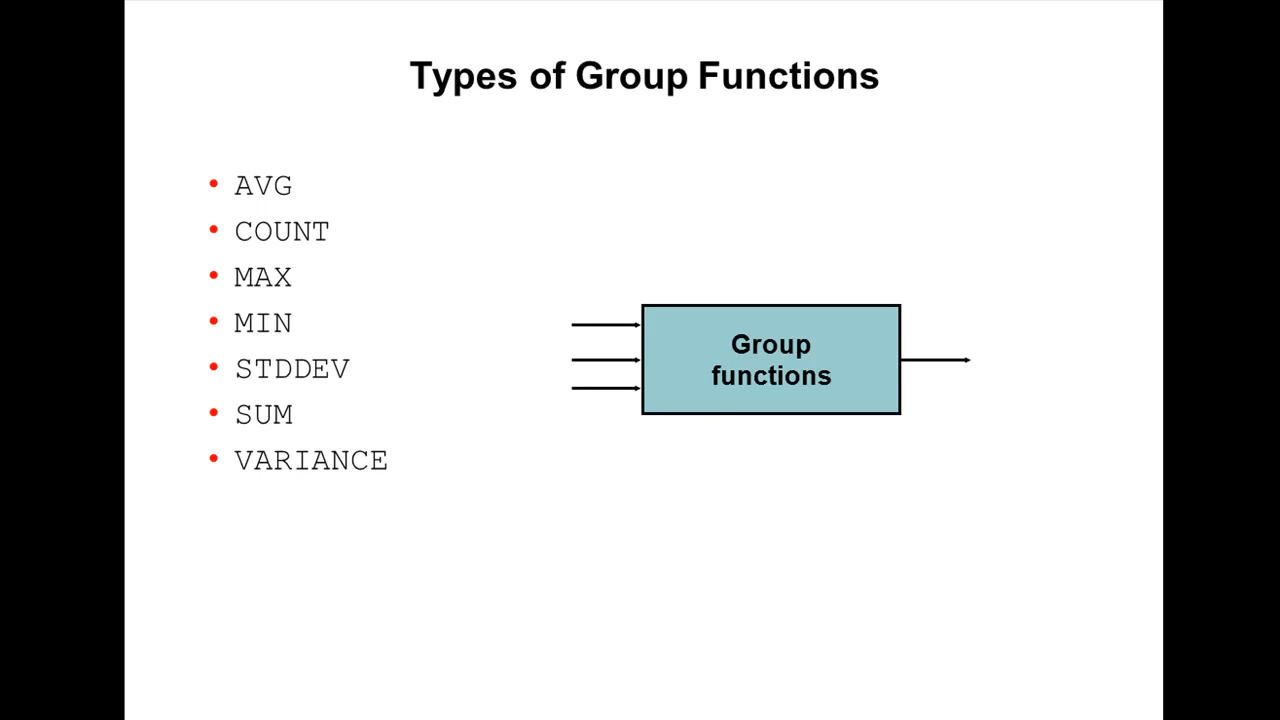 Types of Group Functions
• AVG
• COUNT
• MAX
• MIN
• STDDEV
• SUM
• VARIANCE
Group
functions